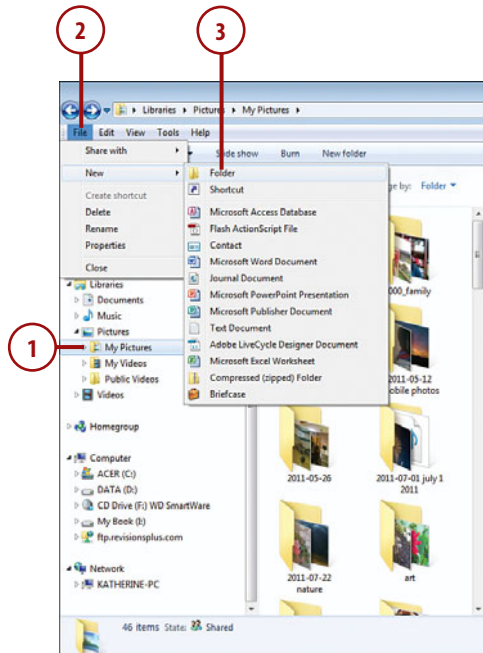 2
3
Libraries Pictures My Pictures
File Edit View Tools Help
Share with
Slide show Burn New folder
New
Folder
Folder
Shortcut
Create shortcut
Delete
Microsoft Access Database
Rename
Flash ActionScript File
Properties
Contact
Microsoft Word Document
Close
Journal Document
Libraries
Microsoft PowerPoint Presentation
Documents
Microsoft Publisher Document
Music
Text Document
Pictures
Adobe LiveCycle Designer Document
1
My Pictures
Microsoft Excel Worksheet
My Videos
Compressed (zipped) Folder
Public Videos
Briefcase
Videos
2011-05-12
photos
Homegroup
Computer
ACER (C:)
2011-05-26
2011-07-01 july 1
2011
DATA (D:)
CD Drive (F:) WD SmartWare
My Book (I:)
ftp.revisionsplus.com
Network
KATHERINE-PC
2011-07-22
nature
art
46 items State: Shared